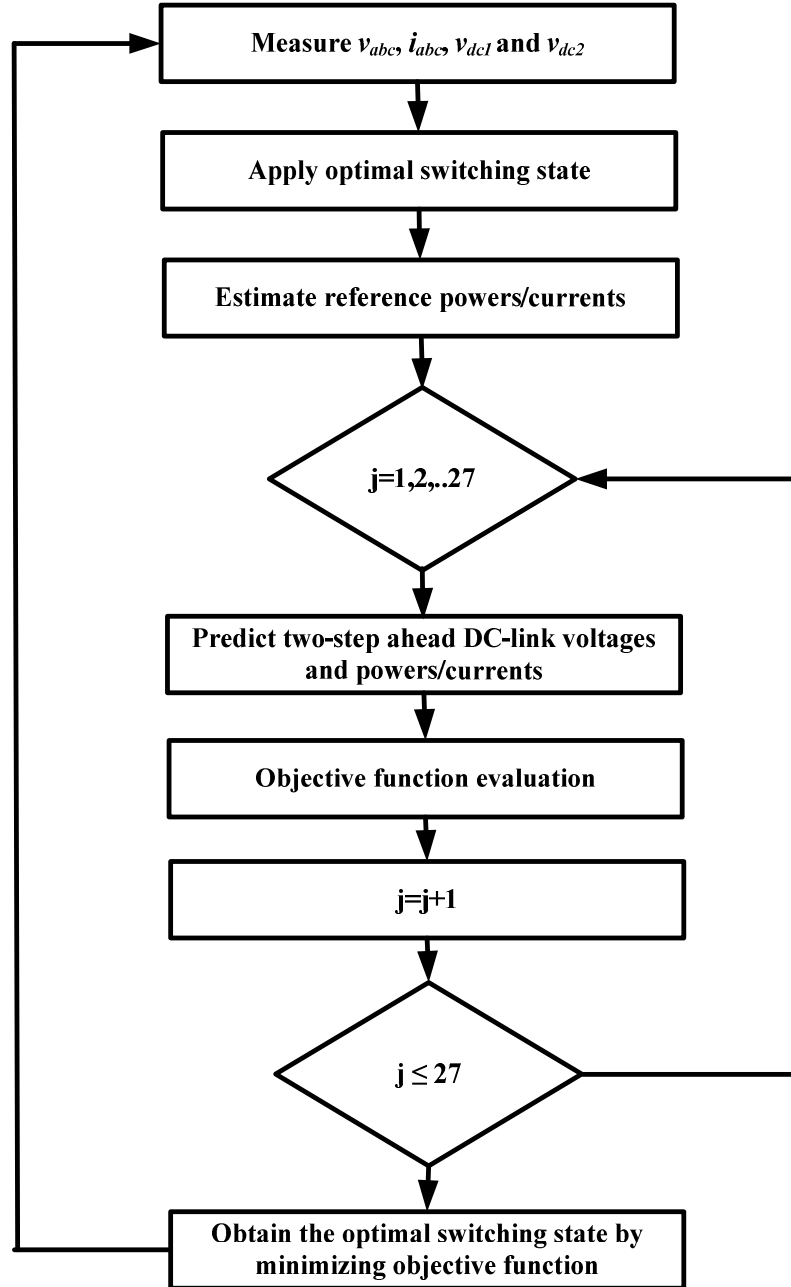 Measure vabc, iabc, vdc1 and vdc2
Apply optimal switching state
Estimate reference powers/currents
j=1,2,..27
Predict two-step ahead DC-link voltages
and powers/currents
Objective function evaluation
j=j+1
j ≤ 27
Obtain the optimal switching state by
minimizing objective function